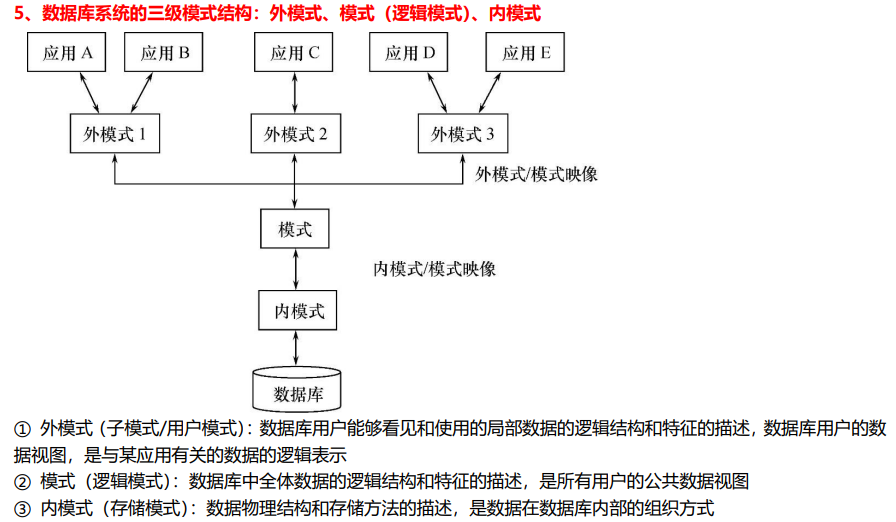 5、数据库系统的三级模式结构：外模式、模式（逻辑模式）、内模式
应用 A
应用 B
应用 C
应用 D
应用 E
外模式 1
外模式 2
外模式 3
外模式/模式映像
模式
内模式/模式映像
内模式
数据库
① 外模式（子模式/用户模式）：数据库用户能够看见和使用的局部数据的逻辑结构和特征的描述，数据库用户的数
据视图，是与某应用有关的数据的逻辑表示
② 模式（逻辑模式）：数据库中全体数据的逻辑结构和特征的描述，是所有用户的公共数据视图
③ 内模式（存储模式）：数据物理结构和存储方法的描述，是数据在数据库内部的组织方式